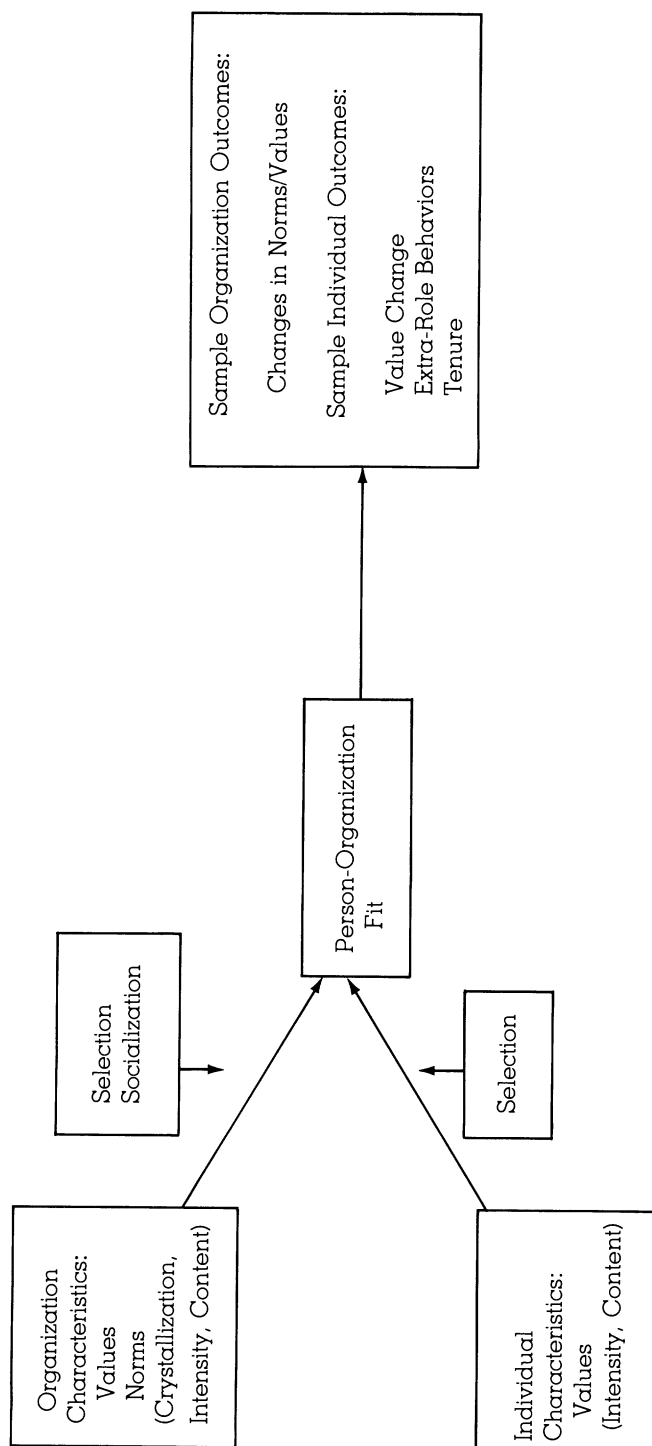 Organization
Characteristics:
Values
Norms
(Crystallization,
Intensity, Content)
Selection
Socialization
Individual
Characteristics:
Values
(Intensity, Content)
Selection
Person-Organization
Fit
Sample Organization Outcomes:
Changes in Norms/Values
Sample Individual Outcomes:
Value Change
Extra-Role Behaviors
Tenure